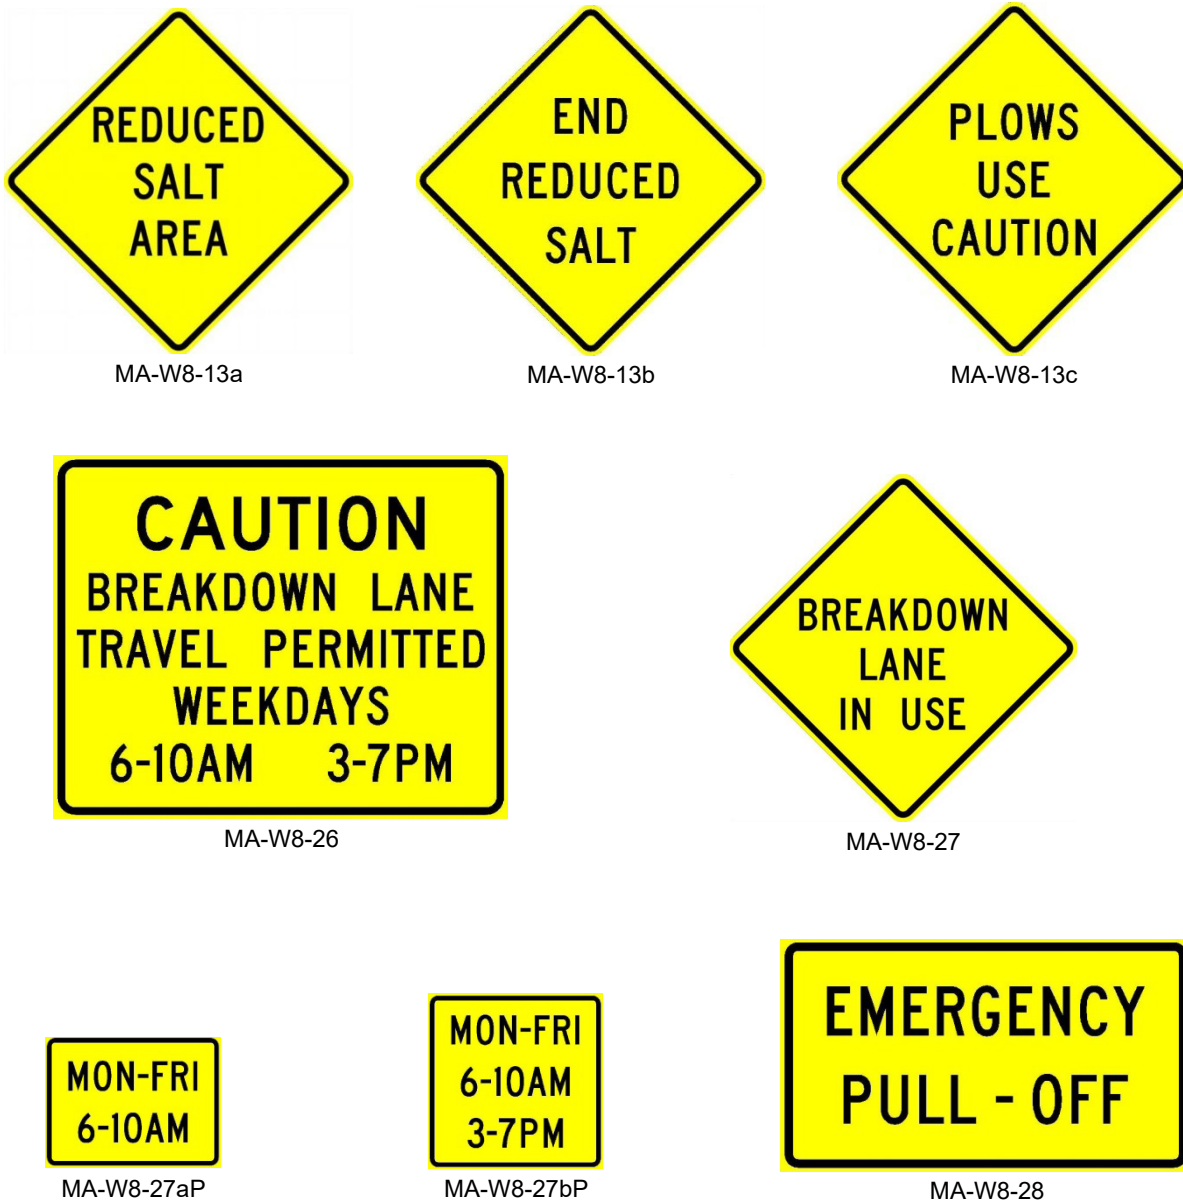 REDUCED
SALT
AREA
MA-W8-13a
END
REDUCED
SALT
MA-W8-13b
PLOWS
USE
CAUTION
MA-W8-13c
CAUTION
BREAKDOWN LANE
TRAVEL PERMITTED
WEEKDAYS
6-10AM 3-7PM
MA-W8-26
BREAKDOWN
LANE
IN USE
MA-W8-27
MON-FRI
6-10AM
MA-W8-27aP
MON-FRI
6-10AM
3-7PM
MA-W8-27bP
EMERGENCY
PULL - OFF
MA-W8-28